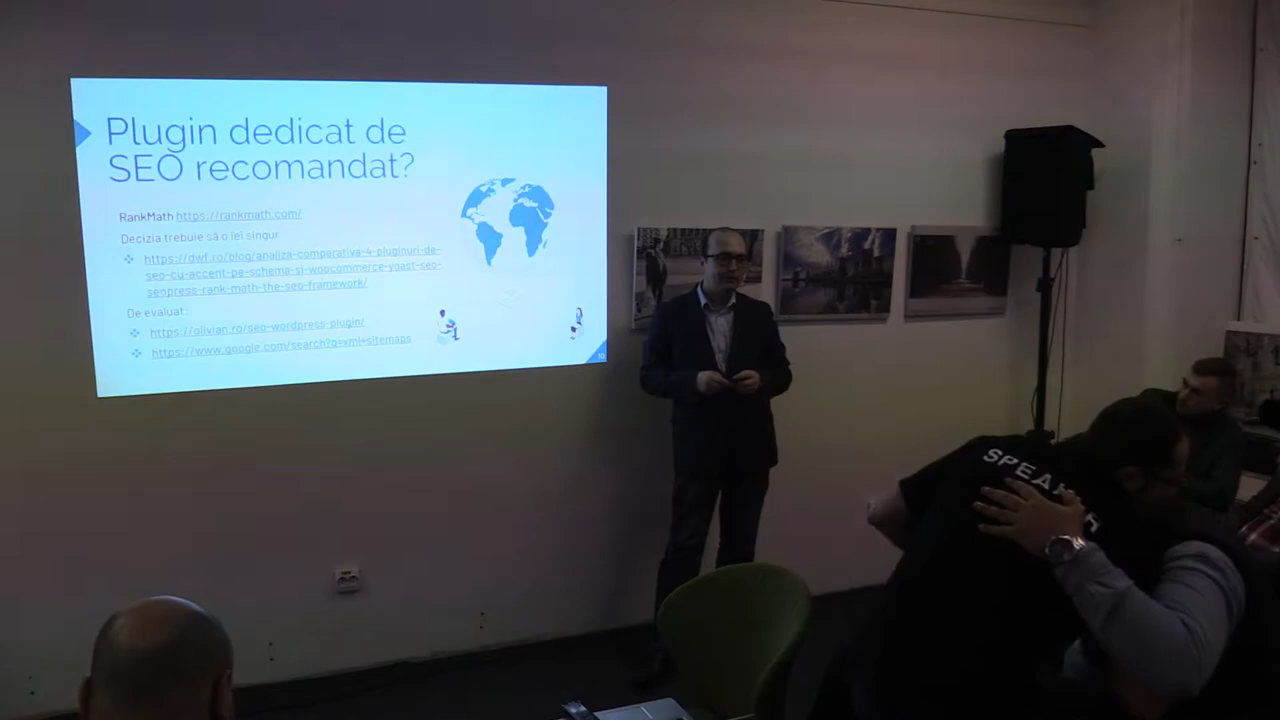 Plugin dedicat de
SEO recomandat?
RankMath https://rankmath.com/
Decizia trebuie să o iei singur
https://dwf.ro/blog/analiza-comparativa-4-pluginuri-de-
seo-cu-accent-pe-schema-si-woocommerce-yoast-seo-
seopress-rank-math-the-seo-framework/
De evaluat:
https://olivian.ro/seo-wordpress-plugin/
https://www.google.com/search?q=xml+sitemaps
10